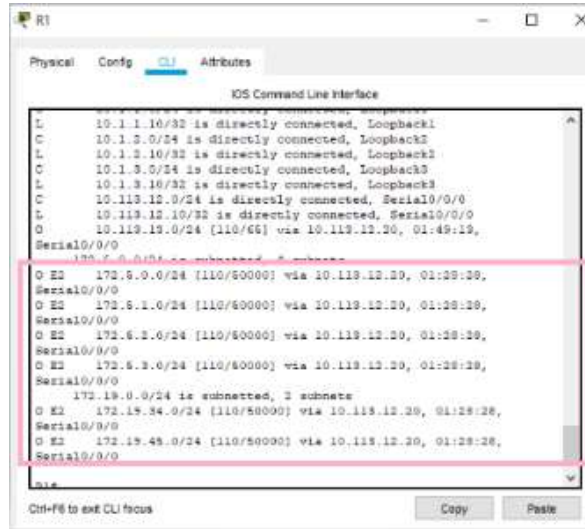 R1
Physical Config CLI Attributes
IOS Command Line Interface
L 10.1.1.10/32 is directly connected, Loopback1
C 10.1.2.0/24 is directly connected, Loopback2
L 10.1.2.10/32 is directly connected, Loopback2
C 10.1.3.0/24 is directly connected, Loopback3
L 10.1.3.10/32 is directly connected, Loopback3
C 10.113.12.0/24 is directly connected, Serial0/0/0
L 10.113.12.10/32 is directly connected, Serial0/0/0
O 10.113.13.0/24 [110/65] via 10.113.12.20, 01:49:13,
Serial0/0/0
is subnetted, subnets
O E2 172.5.0.0/24 [110/50000] via 10.113.12.20, 01:28:28,
Serial0/0/0
O E2 172.5.1.0/24 [110/50000] via 10.113.12.20, 01:28:28,
Serial0/0/0
O E2 172.5.2.0/24 [110/50000] via 10.113.12.20, 01:28:28,
Serial0/0/0
O E2 172.5.3.0/24 [110/50000] via 10.113.12.20, 01:28:28,
Serial0/0/0
172.19.0.0/24 is subnetted, 2 subnets
O E2 172.19.34.0/24 [110/50000] via 10.113.12.20, 01:28:28,
Serial0/0/0
O E2 172.19.45.0/24 [110/50000] via 10.113.12.20, 01:28:28,
Serial0/0/0
Ctrl+F6 to exit CLI focus
Copy Paste